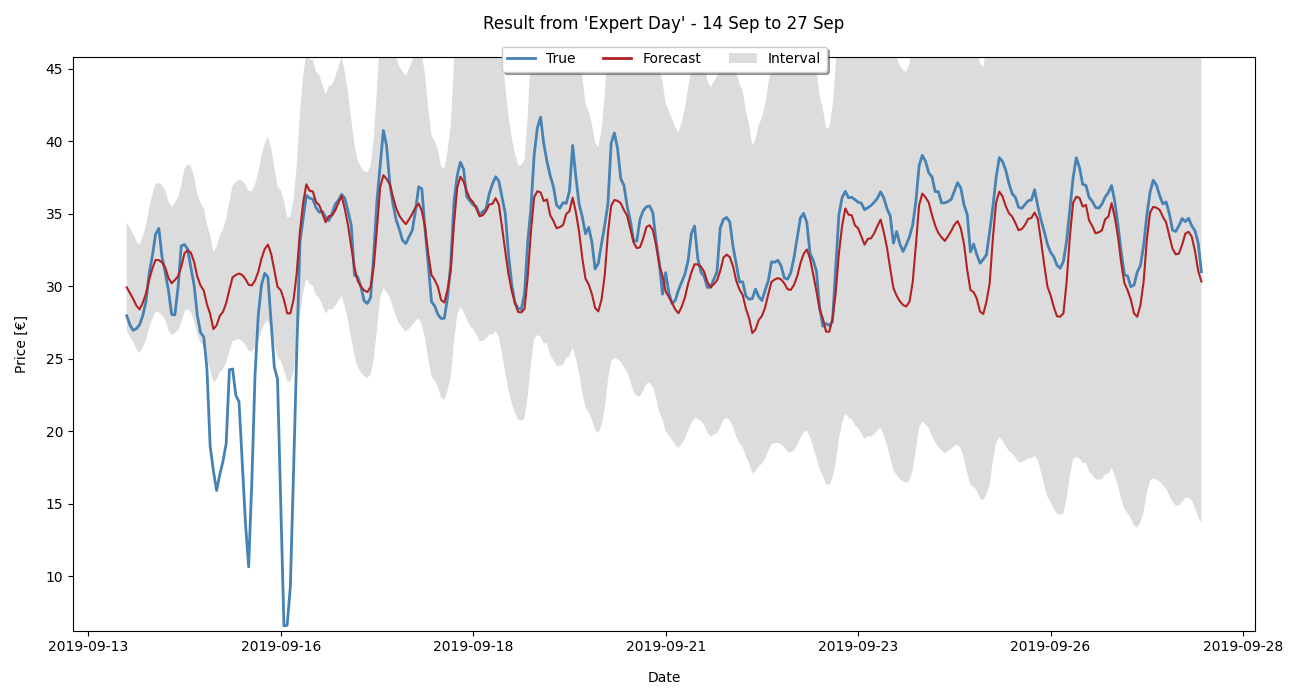 Result from 'Expert Day' - 14 Sep to 27 Sep
True Forecast Interval
45
40
35
30
25
20
15
10
Price [€]
2019-09-13 2019-09-16 2019-09-18 2019-09-21 2019-09-23 2019-09-26 2019-09-28
Date